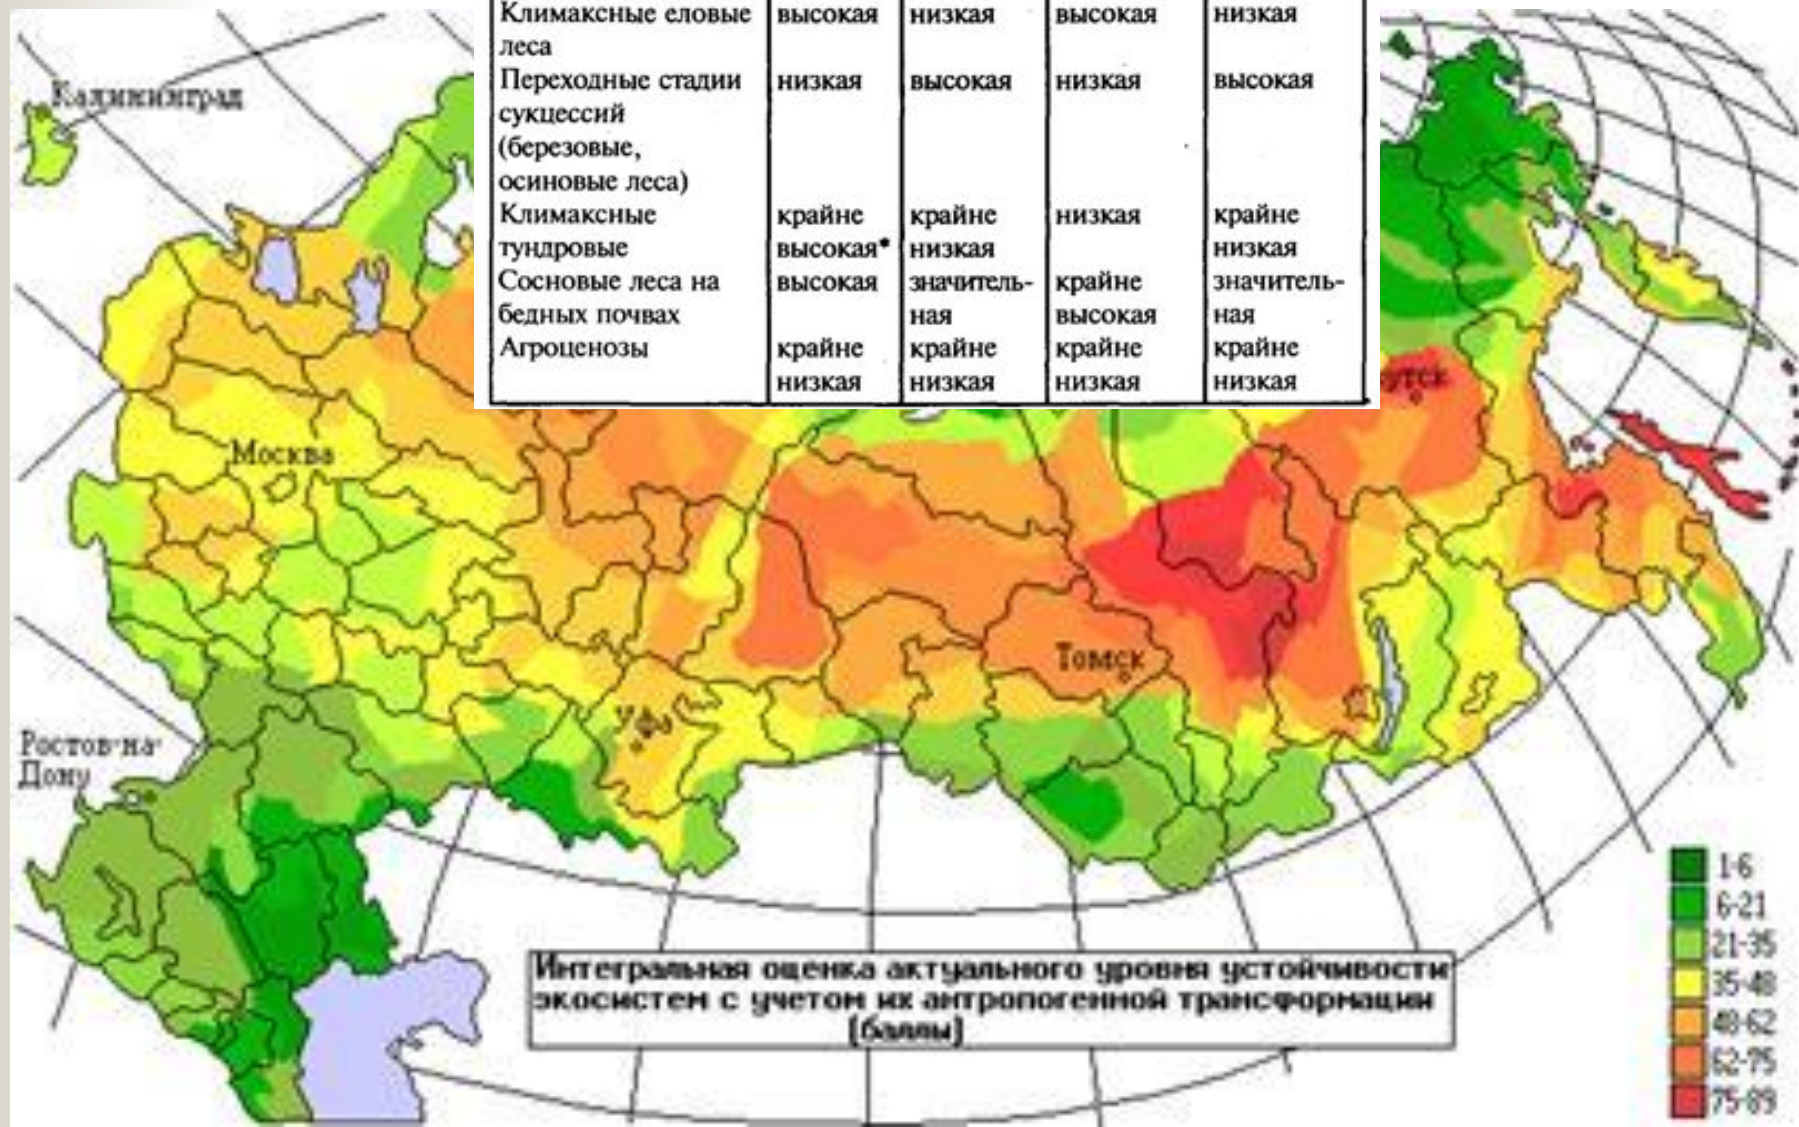 Климаксные еловые леса высокая низкая высокая низкая
Переходные стадии сукцессий (березовые, осиновые леса) низкая высокая низкая высокая
Климаксные тундровые крайне высокая* крайне низкая низкая крайне низкая
Сосновые леса на бедных почвах высокая значитель-ная крайне высокая значитель-ная
Агроценозы крайне низкая крайне низкая крайне низкая крайне низкая
Калининград
утск
Москва
Томск
Уфа
Ростов-на-
Дону
1-6
6-21
21-35
35-48
48-62
62-75
75-89
Интегральная оценка актуального уровня устойчивости
экосистем с учетом их антропогенной трансформации
(баллы)